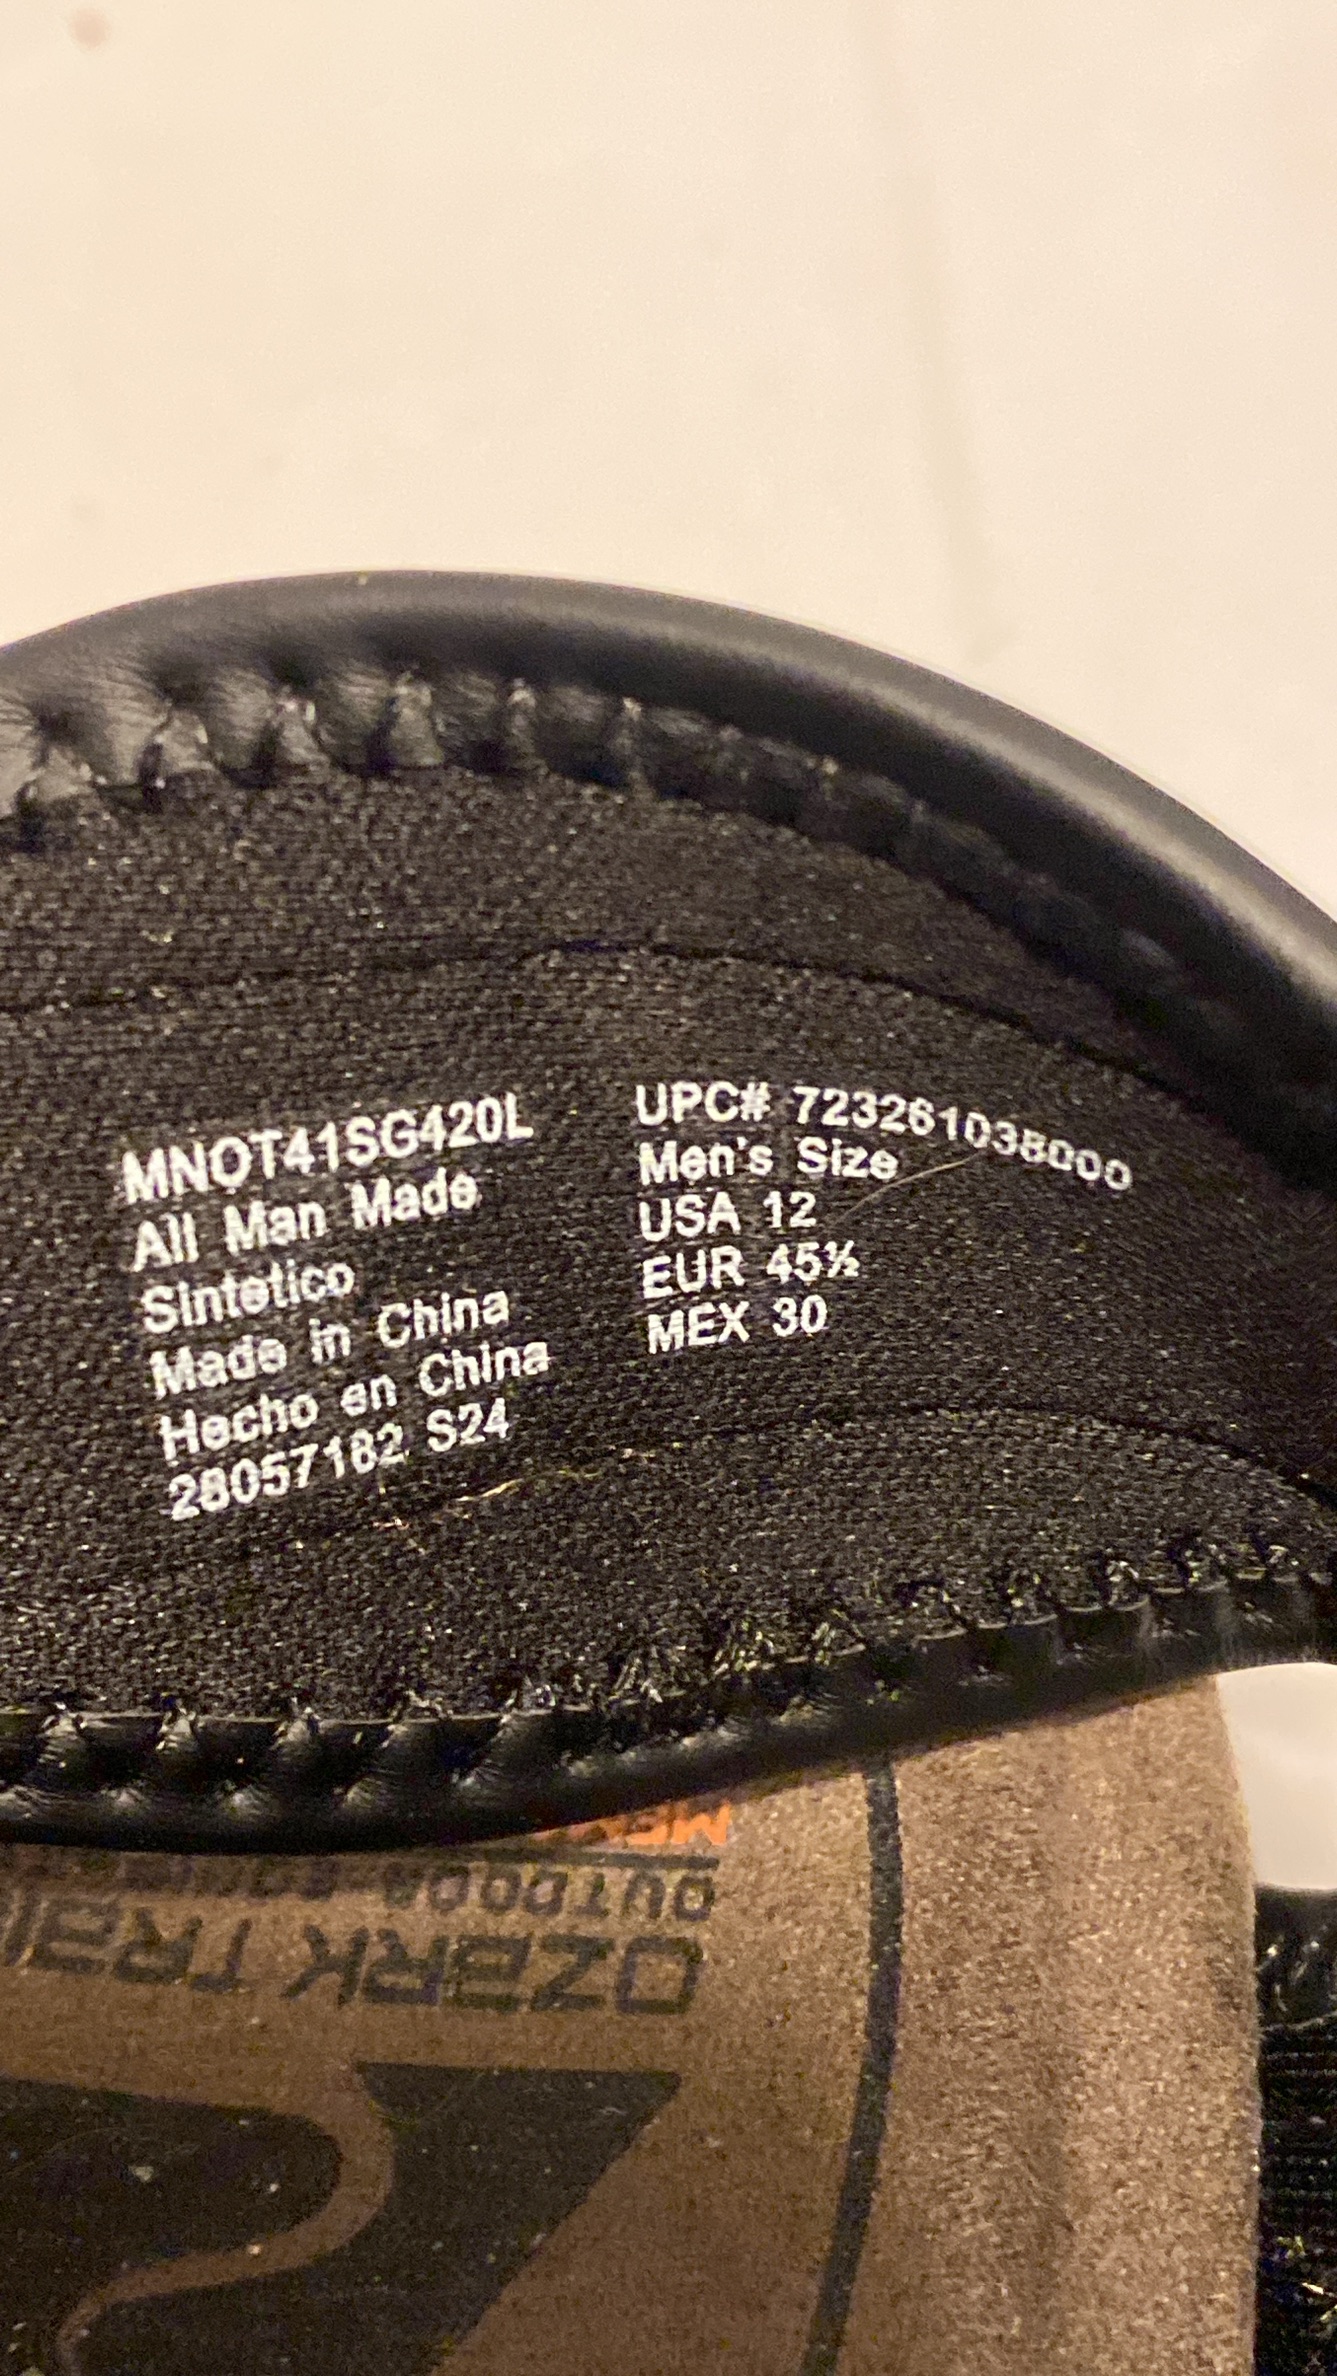 MNOT41SG420L
All Man Made
Sintetico
Made in China
Hecho en China
28057182 S24
UPC# 723261038000
Men's Size
USA 12
EUR 45½
MEX 30
OUTDOOR
OZARK TRAIL